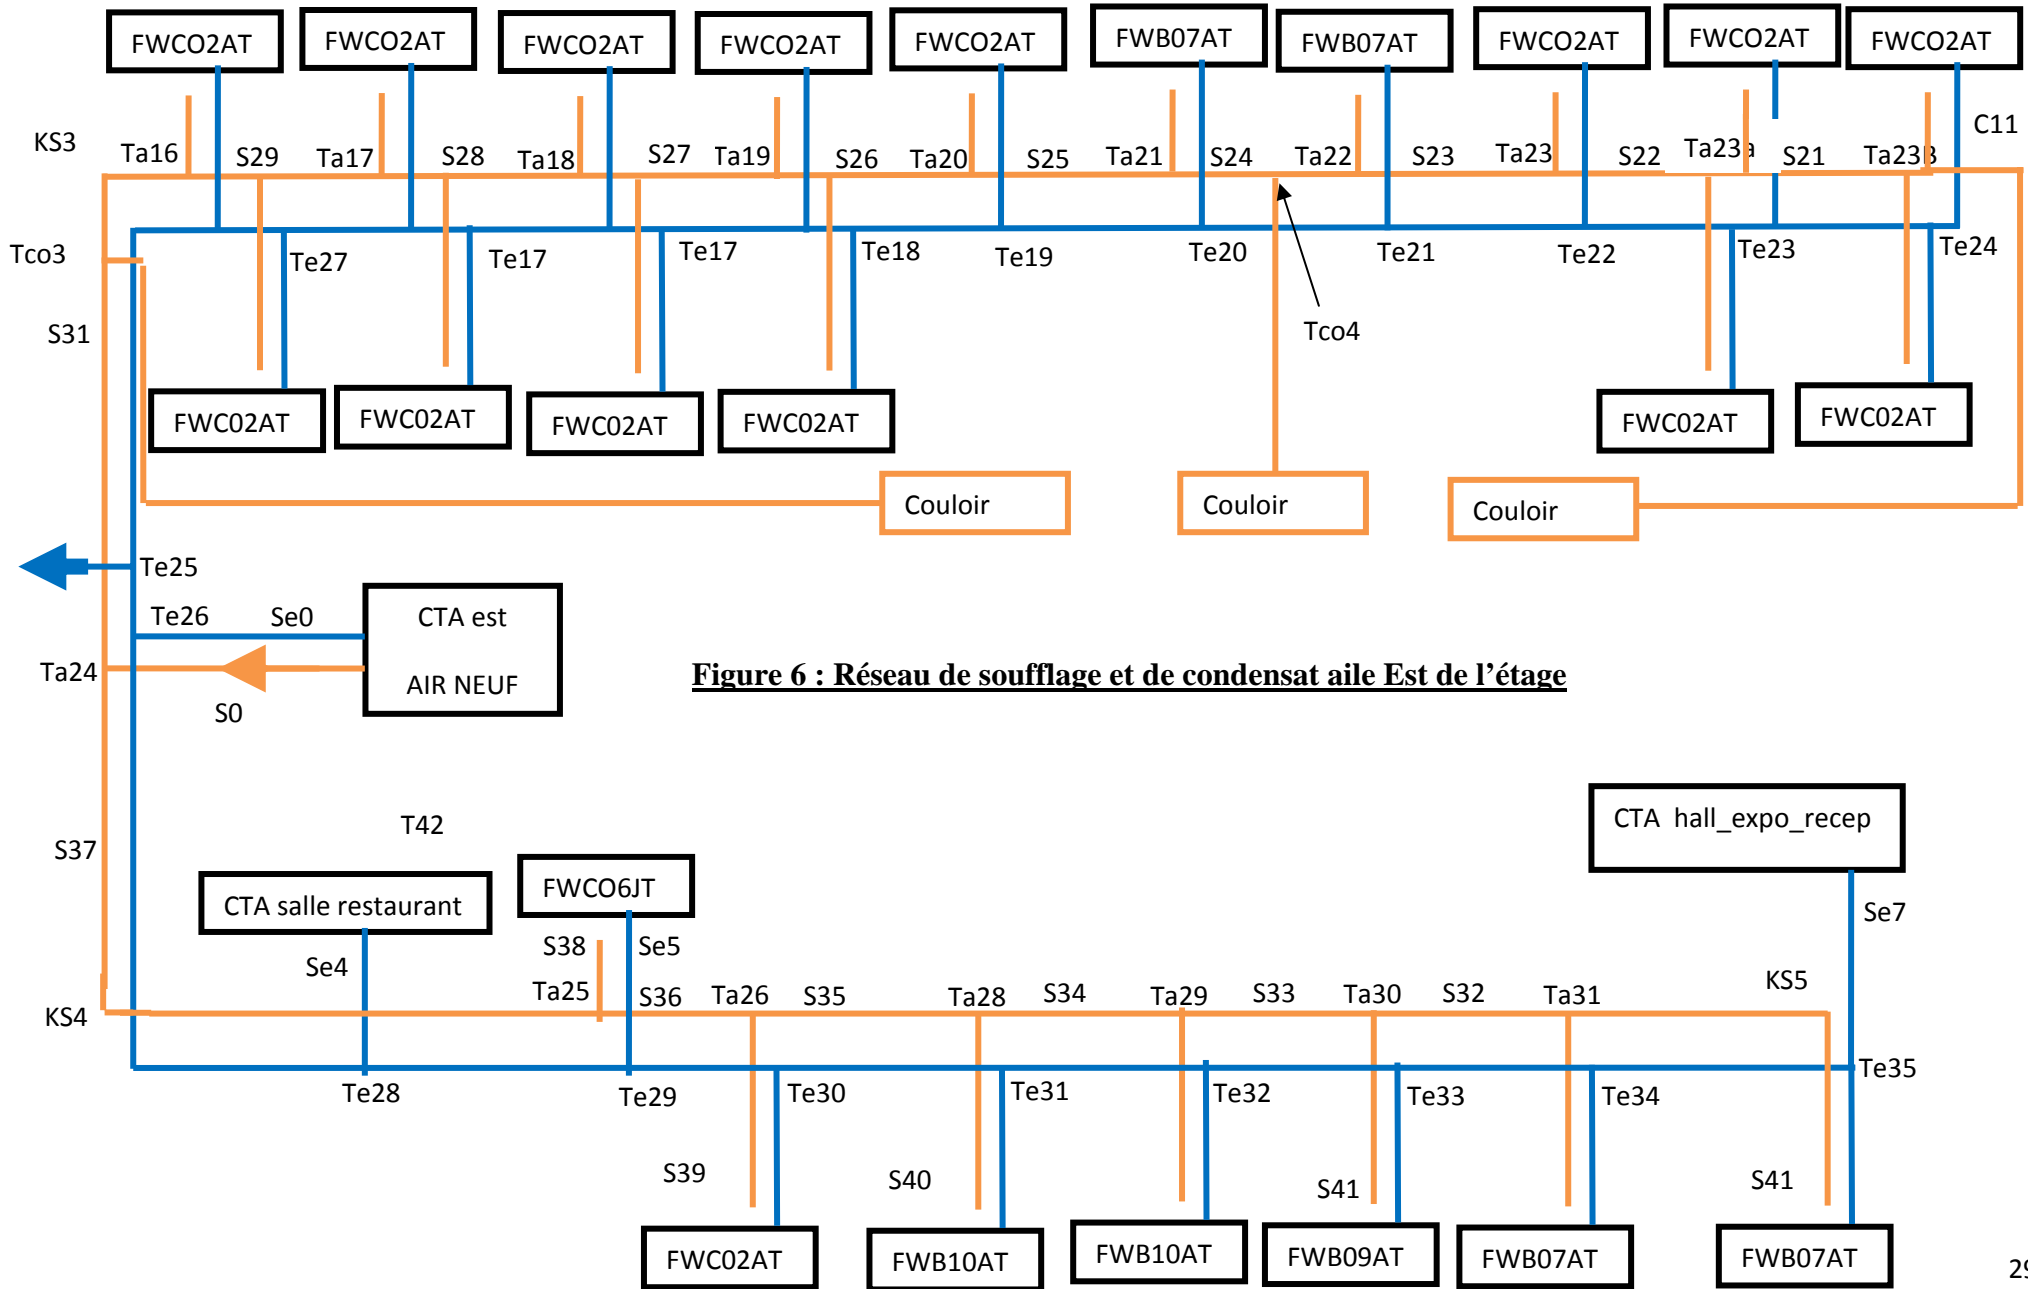 FWCO2AT FWCO2AT FWCO2AT FWCO2AT FWCO2AT FWB07AT FWB07AT FWCO2AT FWCO2AT FWCO2AT
KS3 Ta16 S29 Ta17 S28 Ta18 S27 Ta19 S26 Ta20 S25 Ta21 S24 Ta22 S23 Ta23 S22 Ta23a S21 Ta23B C11
Tco3 Te27 Te17 Te17 Te18 Te19 Te20 Te21 Te22 Te23 Te24
S31 Tco4
FWC02AT FWC02AT FWC02AT FWC02AT FWC02AT FWC02AT
Couloir Couloir Couloir
Te25
Te26 Se0 CTA est
Ta24 AIR NEUF
S0
Figure 6 : Réseau de soufflage et de condensat aile Est de l’étage
T42 CTA hall_expo_recep
S37
CTA salle restaurant FWCO6JT
Se7
Se4 S38 Se5
KS4 Ta25 S36 Ta26 S35 Ta28 S34 Ta29 S33 Ta30 S32 Ta31 KS5
Te28 Te29 Te30 Te31 Te32 Te33 Te34 Te35
S39 S40 S41 S41
FWC02AT FWB10AT FWB10AT FWB09AT FWB07AT FWB07AT
29